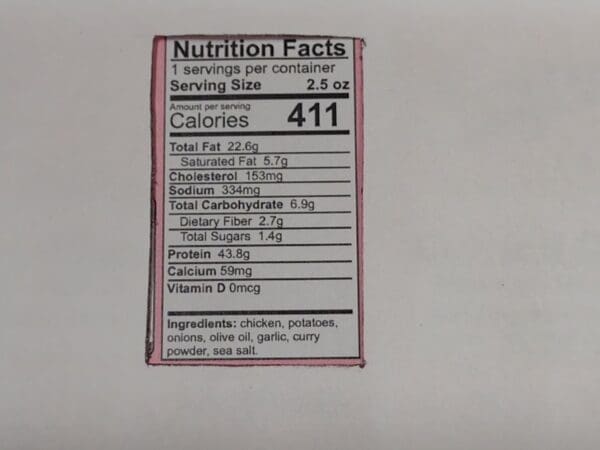 Nutrition Facts
1 servings per container
Serving Size 2.5 oz
Amount per serving
Calories 411
Total Fat 22.6g
Saturated Fat 5.7g
Cholesterol 153mg
Sodium 334mg
Total Carbohydrate 6.9g
Dietary Fiber 2.7g
Total Sugars 1.4g
Protein 43.8g
Calcium 59mg
Vitamin D 0mcg
Ingredients: chicken, potatoes,
onions, olive oil, garlic, curry
powder, sea salt.